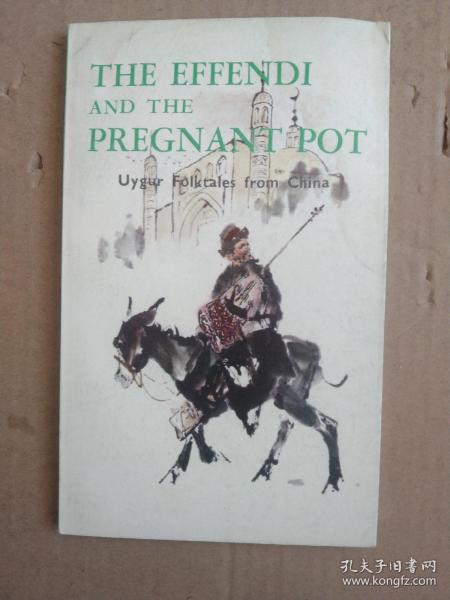 THE EFFENDI
AND THE
PREGNANT POT
Uygur Folktales from China
孔夫子旧书网
www.kongfz.com